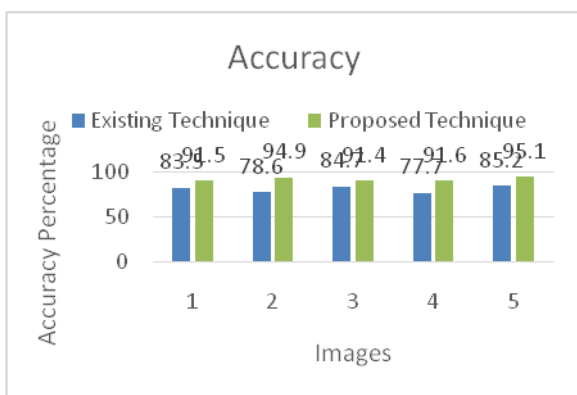 Accuracy
Existing Technique Proposed Technique
83.5 91.5 78.6 94.9 84.7 91.4 77.7 91.6 85.2 95.1
100
50
0
1 2 3 4 5
Images
Accuracy Percentage